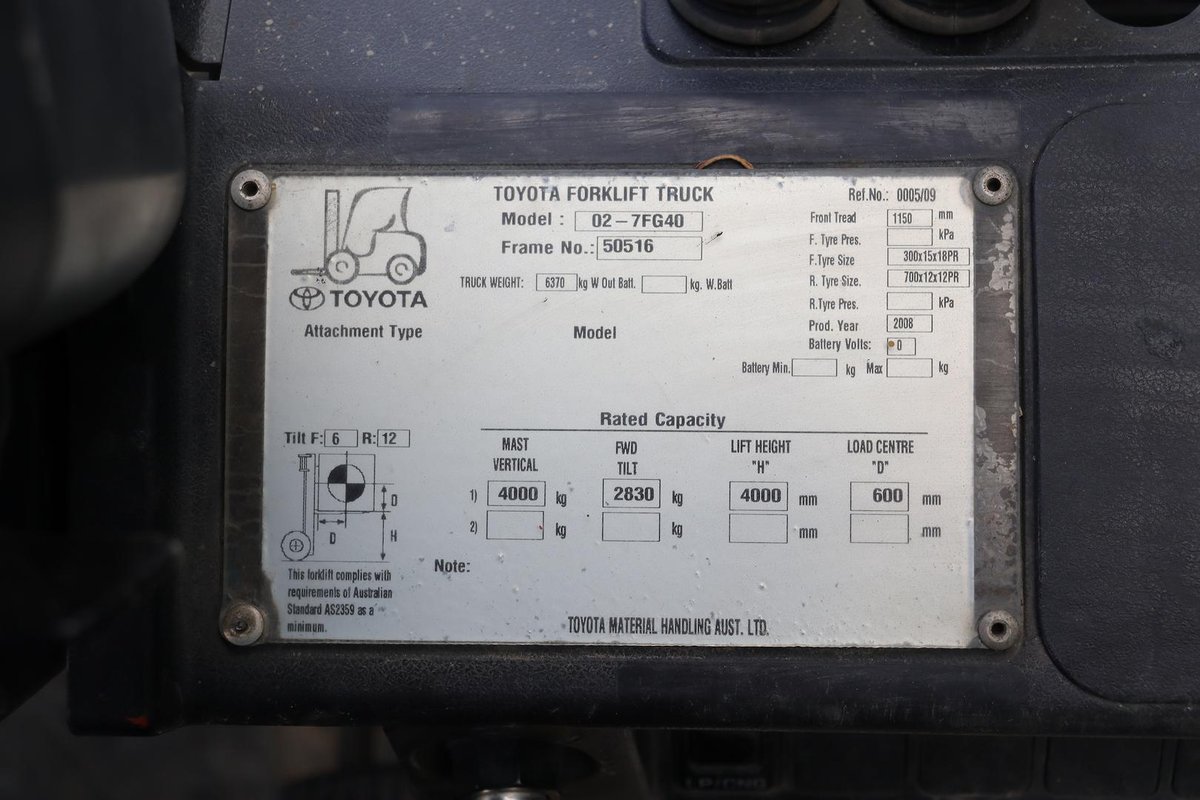 TOYOTA FORKLIFT TRUCK
Ref.No.: 0005/09
Model : 02-7FG40
Frame No.: 50516
TRUCK WEIGHT: 6370 kg W Out Batt. kg. W.Batt
Front Tread 1150 mm
F. Tyre Pres. kPa
F.Tyre Size 300x15x18PR
R. Tyre Size. 700x12x12PR
R.Tyre Pres. kPa
Prod. Year 2008
Battery Volts: 0
Battery Min. kg Max kg
TOYOTA
Attachment Type Model
Rated Capacity
Tilt F: 6 R: 12
MAST VERTICAL FWD TILT LIFT HEIGHT "H" LOAD CENTRE "D"
1) 4000 kg 2830 kg 4000 mm 600 mm
2) kg kg mm mm
D
D H
Note:
This forklift complies with
requirements of Australian
Standard AS2359 as a
minimum.
TOYOTA MATERIAL HANDLING AUST. LTD.
LP/CNG